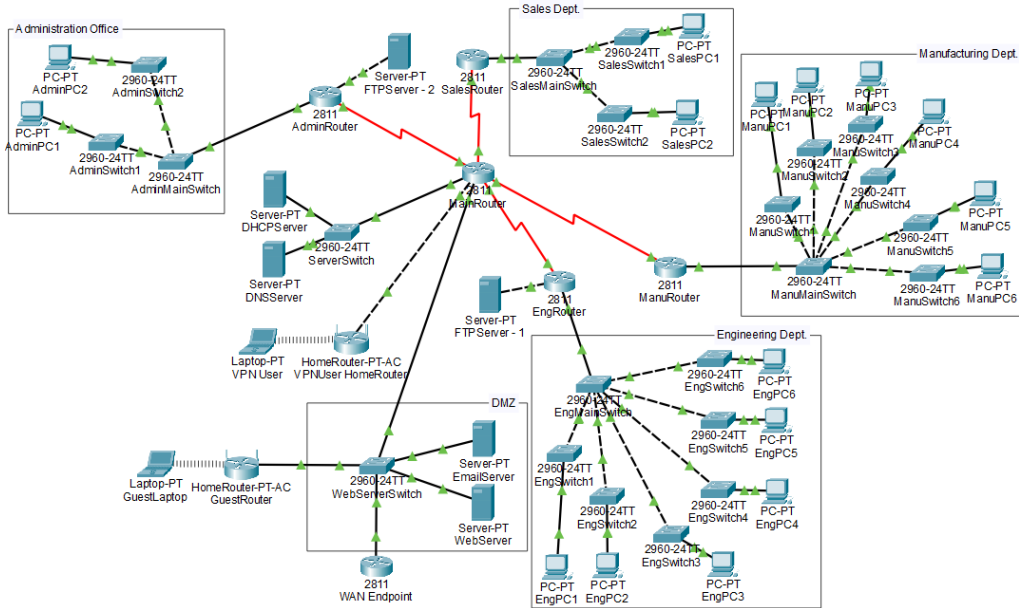 Administration Office
PC-PT
AdminPC2
2960-24TT
AdminSwitch2
PC-PT
AdminPC1
2960-24TT
AdminSwitch1
2960-24TT
AdminMainSwitch
Server-PT
FTPServer - 2
2811
AdminRouter
2811
SalesRouter
Sales Dept.
2960-24TT
SalesMainSwitch
2960-24TT
SalesSwitch1
PC-PT
SalesPC1
2960-24TT
SalesSwitch2
PC-PT
SalesPC2
Manufacturing Dept.
PC-PT
ManuPC1
PC-PT
ManuPC2
PC-PT
ManuPC3
PC-PT
ManuPC4
2960-24TT
ManuSwitch3
2960-24TT
ManuSwitch2
2960-24TT
ManuSwitch4
2960-24TT
ManuSwitch1
PC-PT
ManuPC5
2960-24TT
ManuSwitch5
2960-24TT
ManuMainSwitch
2960-24TT
ManuSwitch6
PC-PT
ManuPC6
2811
MainRouter
Server-PT
DHCPServer
2960-24TT
ServerSwitch
Server-PT
DNSServer
2811
ManuRouter
2811
EngRouter
Server-PT
FTPServer - 1
Laptop-PT
VPN User
HomeRouter-PT-AC
VPNUser HomeRouter
Engineering Dept.
2960-24TT
EngSwitch6
PC-PT
EngPC6
2960-24TT
EngMainSwitch
2960-24TT
EngSwitch5
PC-PT
EngPC5
2960-24TT
EngSwitch1
2960-24TT
EngSwitch4
PC-PT
EngPC4
2960-24TT
EngSwitch2
2960-24TT
EngSwitch3
PC-PT
EngPC1
PC-PT
EngPC2
PC-PT
EngPC3
DMZ
Server-PT
EmailServer
2960-24TT
WebServerSwitch
Server-PT
WebServer
Laptop-PT
GuestLaptop
HomeRouter-PT-AC
GuestRouter
2811
WAN Endpoint